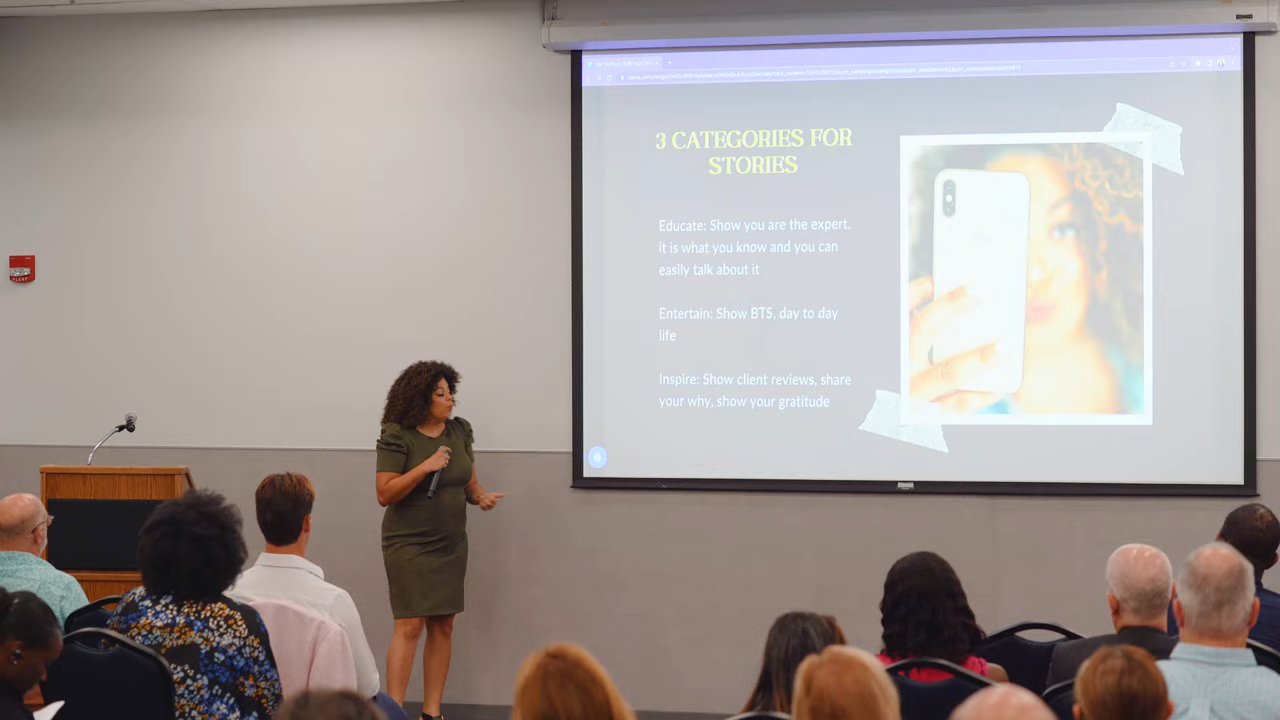 3 CATEGORIES FOR
STORIES
Educate: Show you are the expert.
it is what you know and you can
easily talk about it
Entertain: Show BTS, day to day
life
Inspire: Show client reviews, share
your why, show your gratitude
ALERT